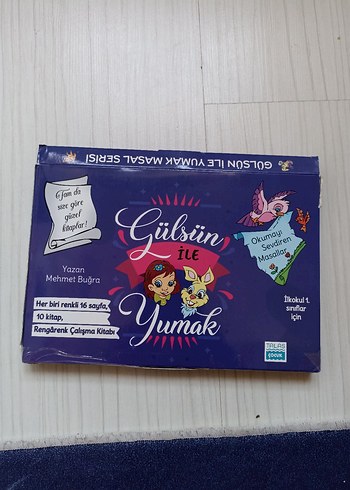 GÜLSÜN İLE YUMAK MASAL SERİSİ
Tam da
size göre
güzel
kitaplar!
Gülsün
İLE
Yumak
Okumayı
Sevdiren
Masallar
Yazan
Mehmet Buğra
Her biri renkli 16 sayfa,
10 kitap,
Rengârenk Çalışma Kitabı
İlkokul 1.
sınıflar
için
TALAS
ÇOCUK